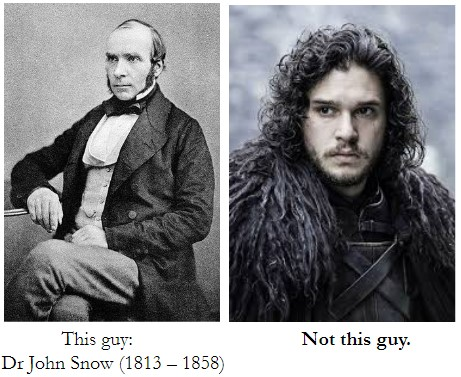 This guy:
Dr John Snow (1813 – 1858)
Not this guy.